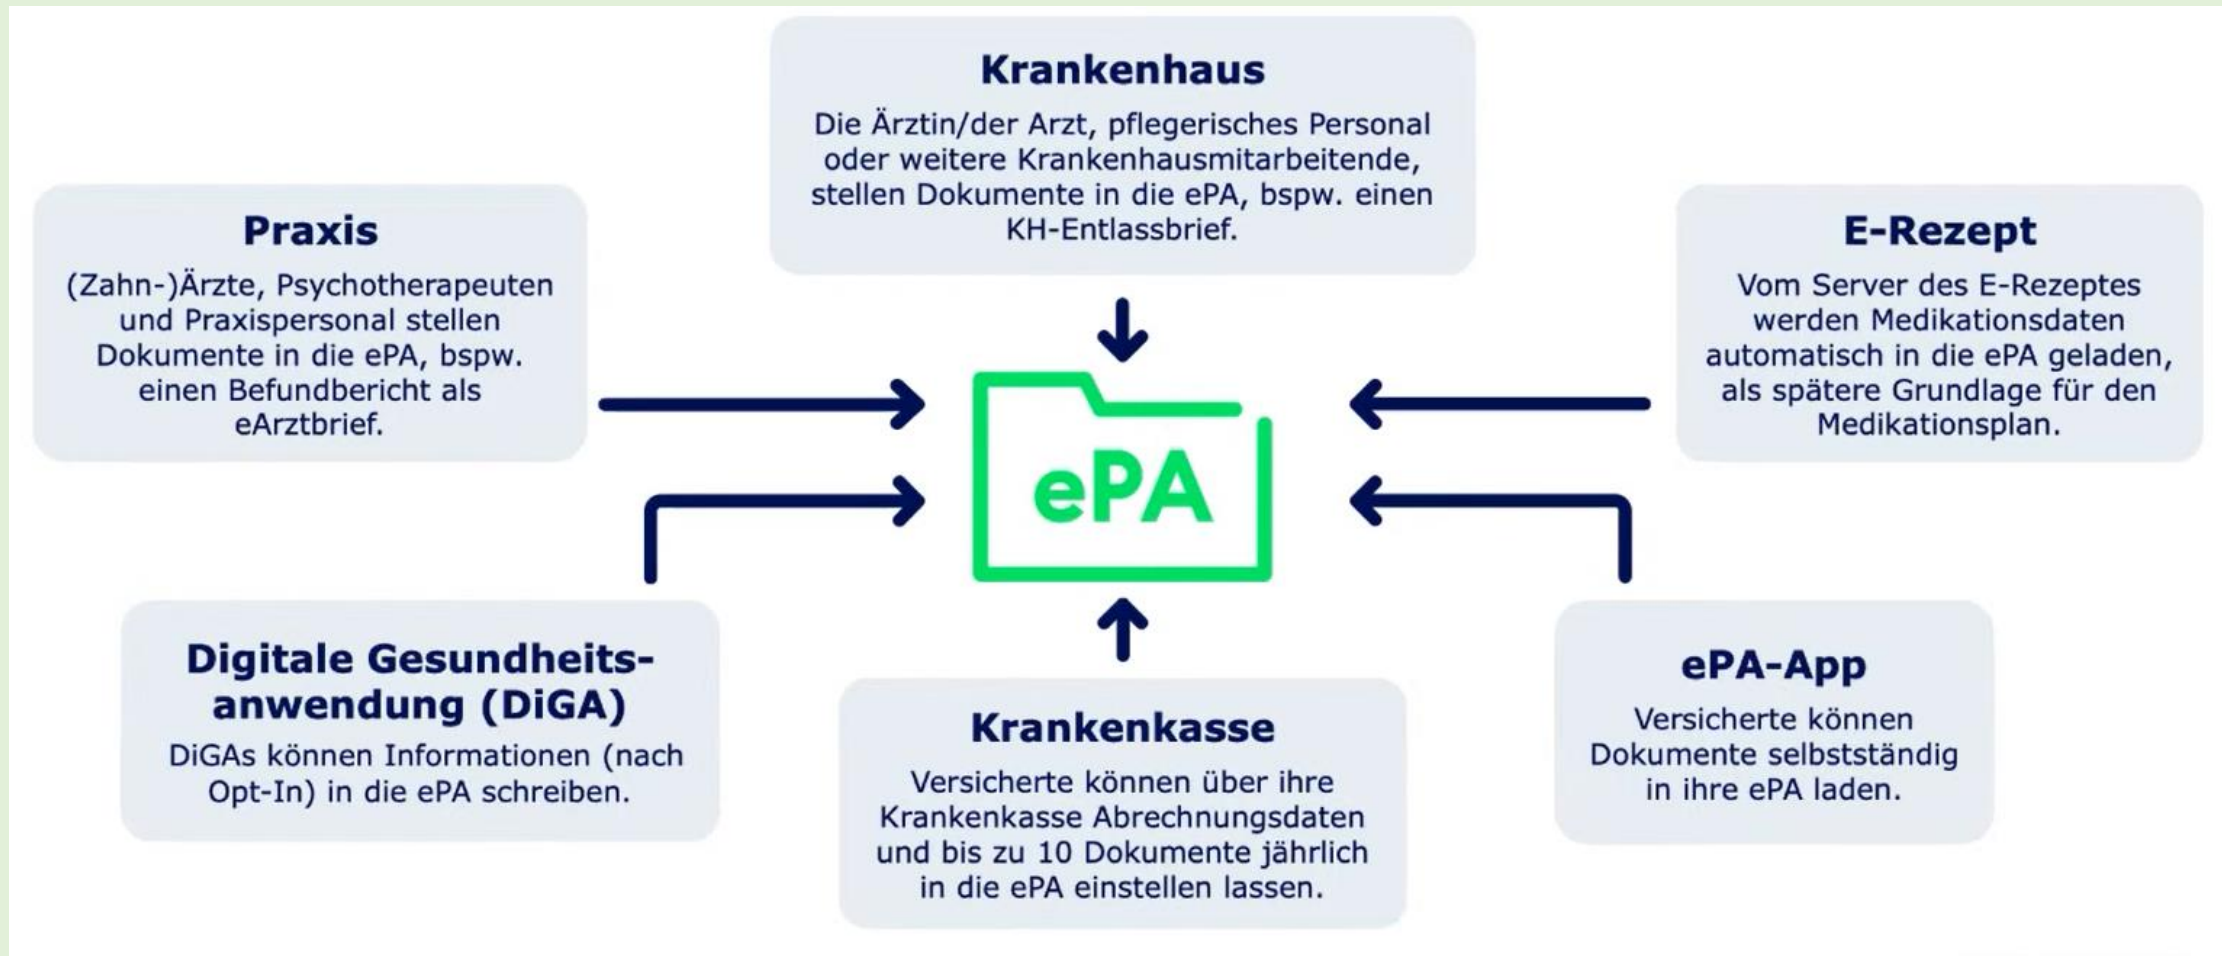 Krankenhaus
Die Ärztin/der Arzt, pflegerisches Personal
oder weitere Krankenhausmitarbeitende,
stellen Dokumente in die ePA, bspw. einen
KH-Entlassbrief.
Praxis
(Zahn-)Ärzte, Psychotherapeuten
und Praxispersonal stellen
Dokumente in die ePA, bspw.
einen Befundbericht als
eArztbrief.
E-Rezept
Vom Server des E-Rezeptes
werden Medikationsdaten
automatisch in die ePA geladen,
als spätere Grundlage für den
Medikationsplan.
ePA
Digitale Gesundheits-
anwendung (DiGA)
DiGAs können Informationen (nach
Opt-In) in die ePA schreiben.
Krankenkasse
Versicherte können über ihre
Krankenkasse Abrechnungsdaten
und bis zu 10 Dokumente jährlich
in die ePA einstellen lassen.
ePA-App
Versicherte können
Dokumente selbstständig
in ihre ePA laden.